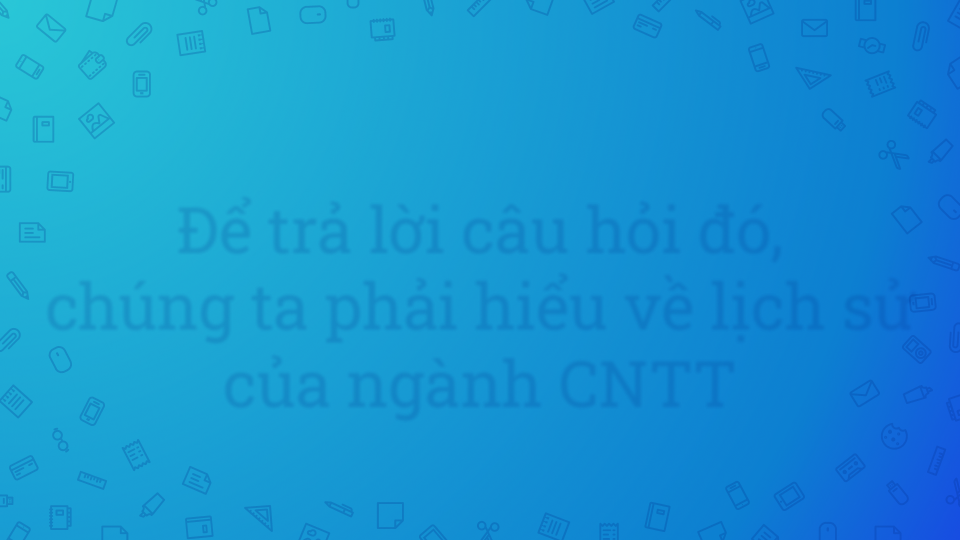 Để trả lời câu hỏi đó,
chúng ta phải hiểu về lịch sử
của ngành CNTT